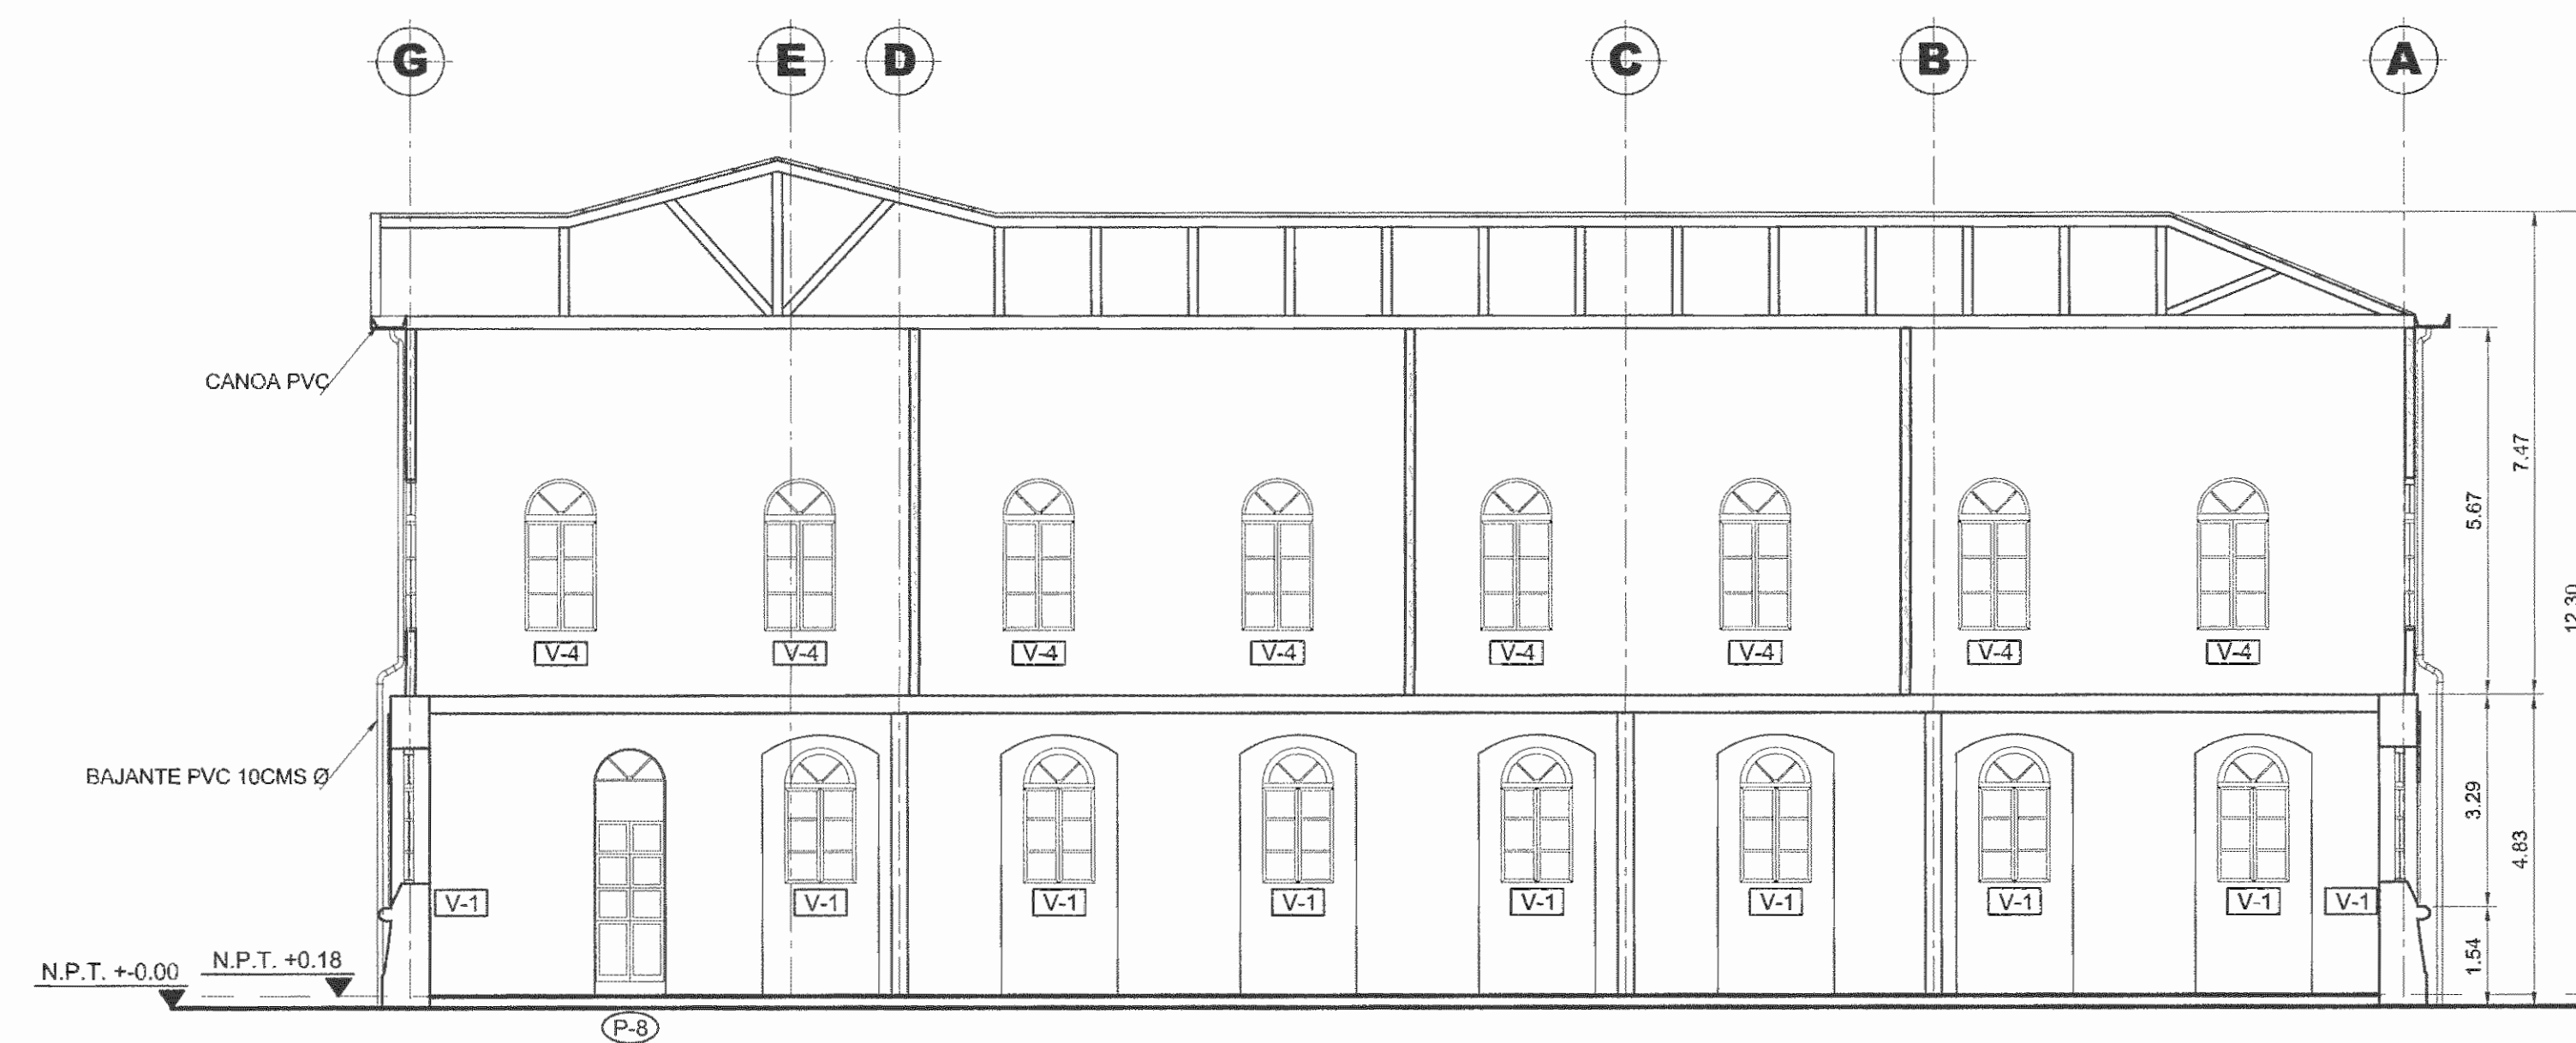 G E D C B A
CANOA PVC
7.47
5.67
12.30
V-4 V-4 V-4 V-4 V-4 V-4 V-4 V-4
BAJANTE PVC 10CMS Ø
3.29
4.83
V-1 V-1 V-1 V-1 V-1 V-1 V-1 V-1 V-1
1.54
N.P.T. +-0.00 N.P.T. +0.18
P-8